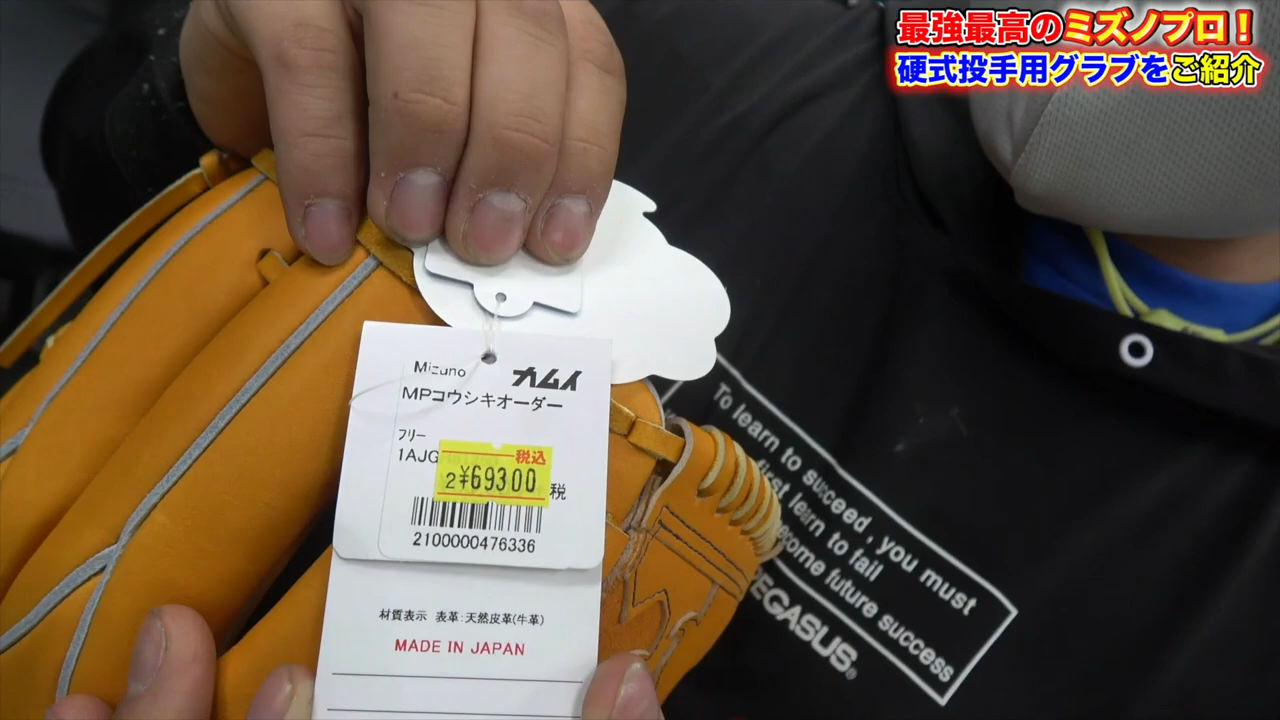 最強最高のミズノプロ！
硬式投手用グラブをご紹介
Mizuno カムイ
MPコウシキオーダー
フリー
1AJG
税込
2¥69300
税
2100000476336
材質表示 表革:天然皮革(牛革)
MADE IN JAPAN
To learn to succeed , you must
first learn to fail
become future success
PEGASUS®